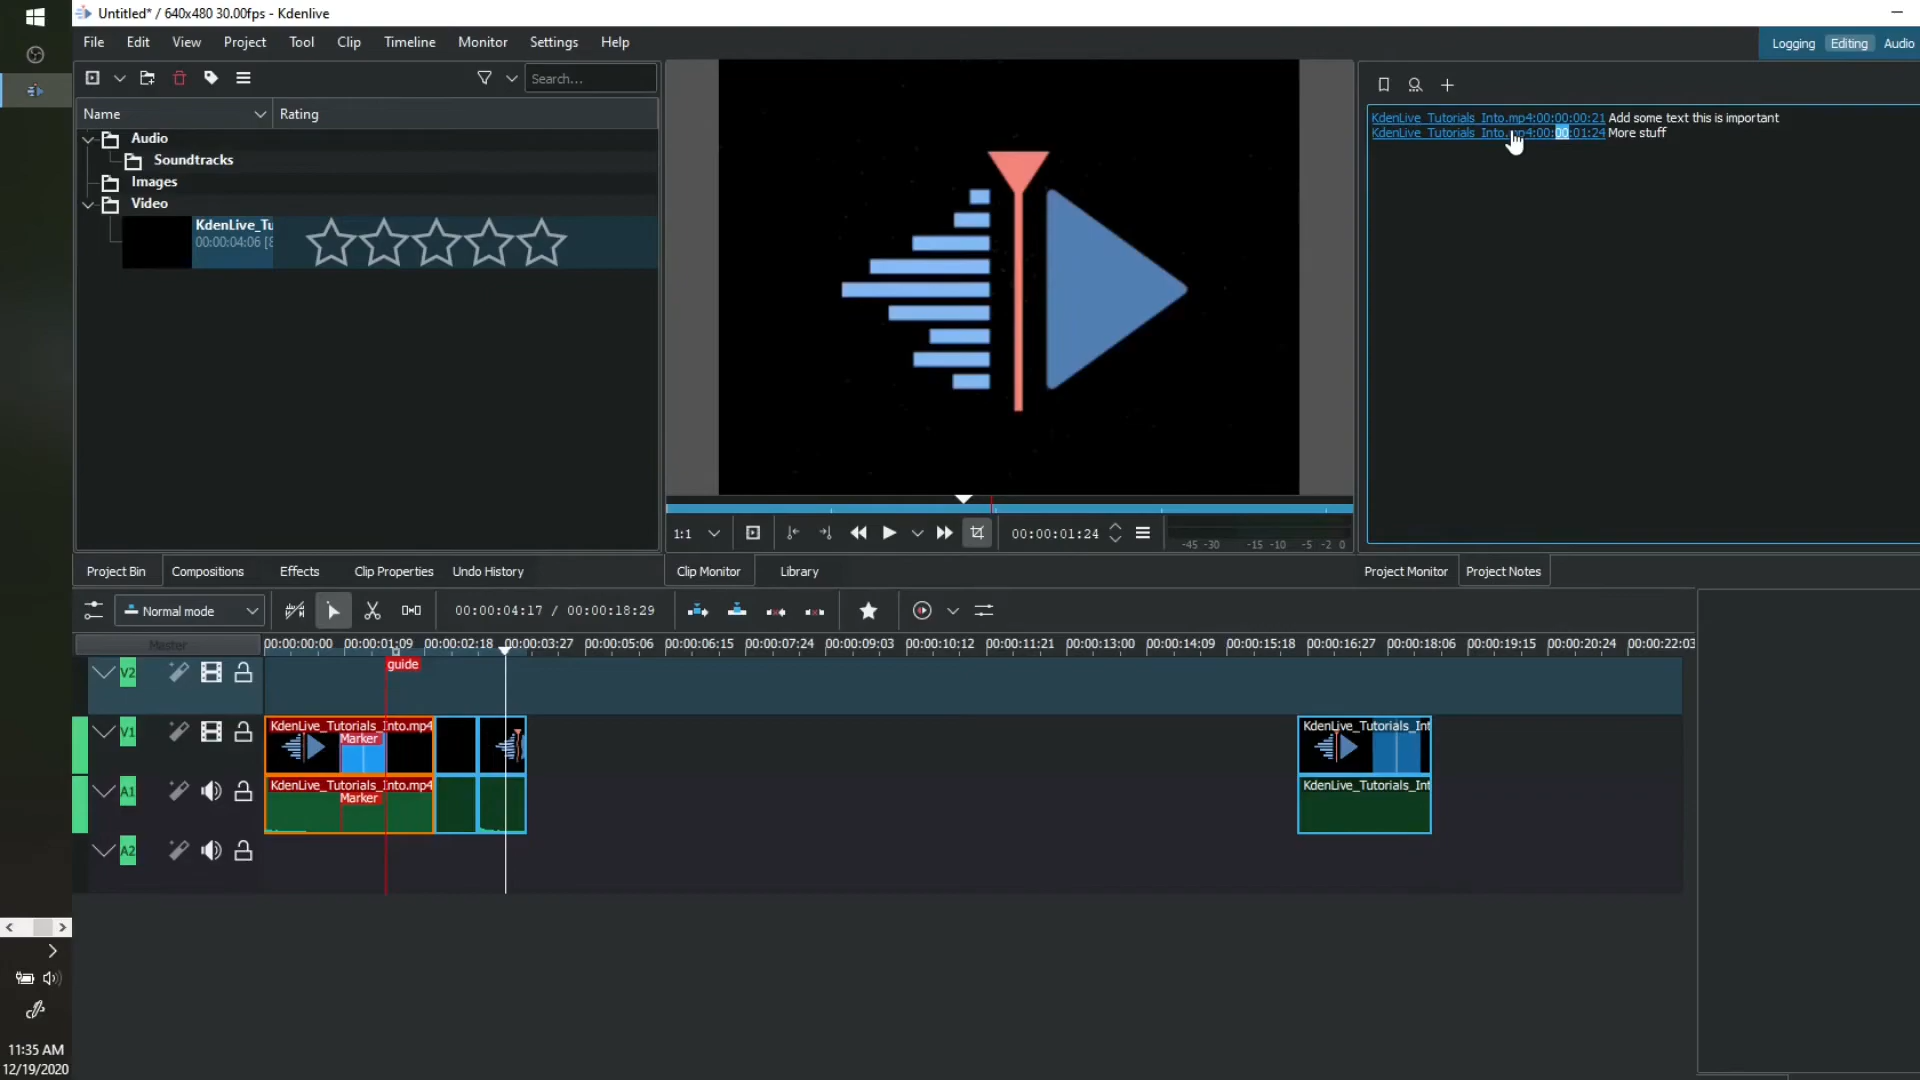 Untitled* / 640x480 30.00fps - Kdenlive
File Edit View Project Tool Clip Timeline Monitor Settings Help
Logging Editing Audio
Search...
Name Rating
Audio
Soundtracks
Images
Video
KdenLive_Tu
00:00:04:06 [8
KdenLive_Tutorials_Into.mp4:00:00:00:21 Add some text this is important
KdenLive_Tutorials_Into.mp4:00:00:01:24 More stuff
1:1 00:00:01:24
-45 -30 -15 -10 -5 -2 0
Project Bin Compositions Effects Clip Properties Undo History
Clip Monitor Library
Project Monitor Project Notes
Normal mode 00:00:04:17 / 00:00:18:29
Master
00:00:00:00 00:00:01:09 00:00:02:18 00:00:03:27 00:00:05:06 00:00:06:15 00:00:07:24 00:00:09:03 00:00:10:12 00:00:11:21 00:00:13:00 00:00:14:09 00:00:15:18 00:00:16:27 00:00:18:06 00:00:19:15 00:00:20:24 00:00:22:03
guide
V2
V1
KdenLive_Tutorials_Into.mp4
Marker
KdenLive_Tutorials_Int
A1
KdenLive_Tutorials_Into.mp4
Marker
KdenLive_Tutorials_Int
A2
11:35 AM
12/19/2020